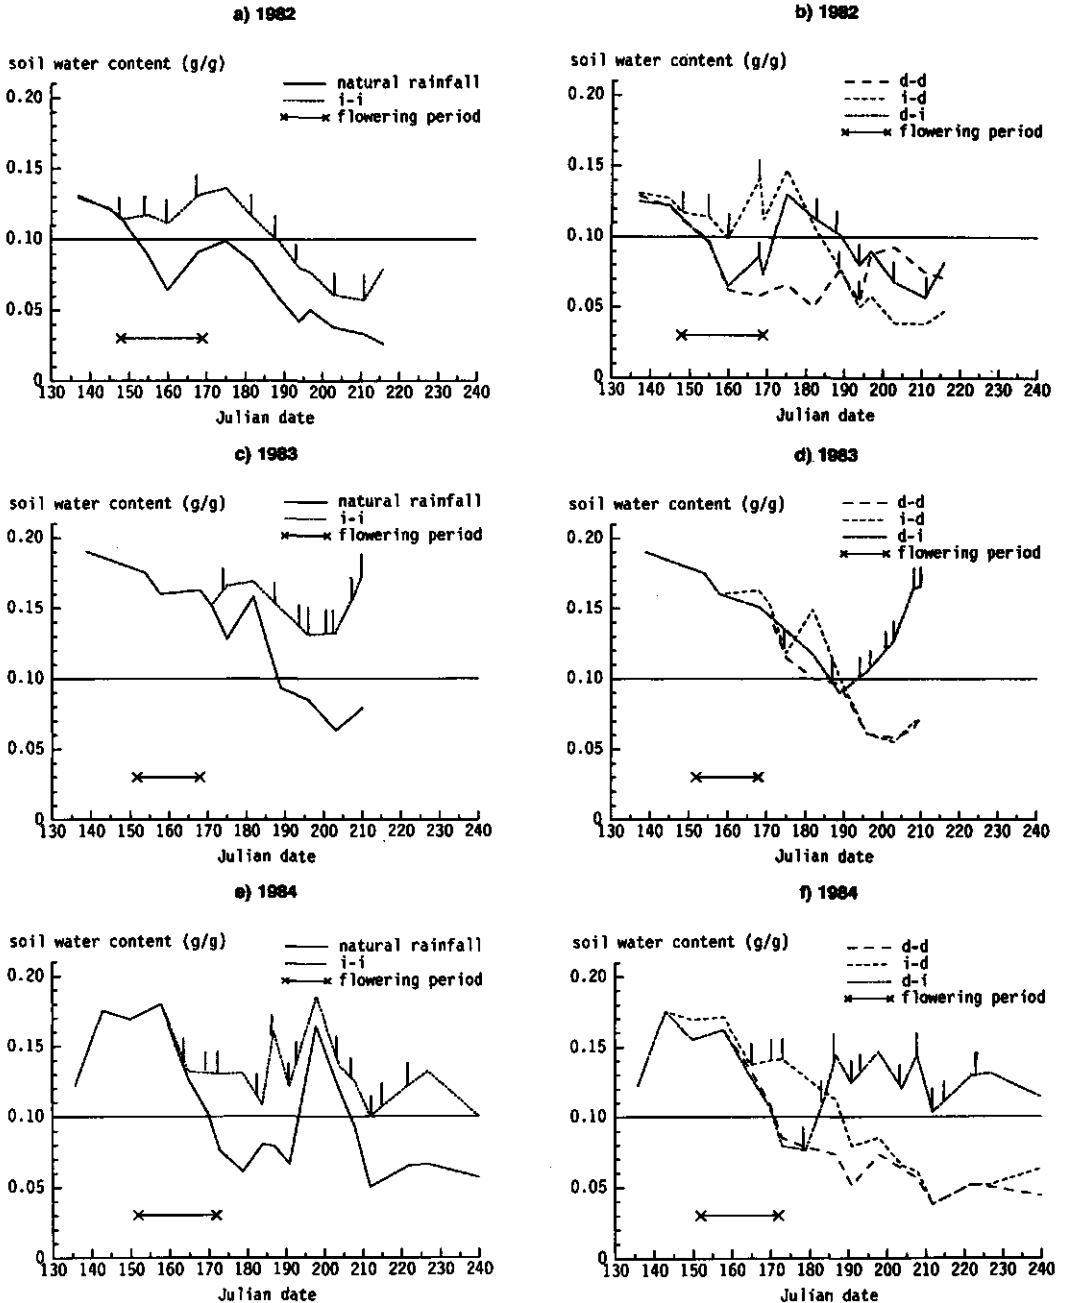 a) 1982
soil water content (g/g)
natural rainfall
i-i
flowering period
0.20
0.15
0.10
0.05
0
130 140 150 160 170 180 190 200 210 220 230 240
Julian date
b) 1982
soil water content (g/g)
d-d
i-d
d-i
flowering period
0.20
0.15
0.10
0.05
0
130 140 150 160 170 180 190 200 210 220 230 240
Julian date
c) 1983
soil water content (g/g)
natural rainfall
i-i
flowering period
0.20
0.15
0.10
0.05
0
130 140 150 160 170 180 190 200 210 220 230 240
Julian date
d) 1983
soil water content (g/g)
d-d
i-d
d-i
flowering period
0.20
0.15
0.10
0.05
0
130 140 150 160 170 180 190 200 210 220 230 240
Julian date
e) 1984
soil water content (g/g)
natural rainfall
i-i
flowering period
0.20
0.15
0.10
0.05
0
130 140 150 160 170 180 190 200 210 220 230 240
Julian date
f) 1984
soil water content (g/g)
d-d
i-d
d-i
flowering period
0.20
0.15
0.10
0.05
0
130 140 150 160 170 180 190 200 210 220 230 240
Julian date